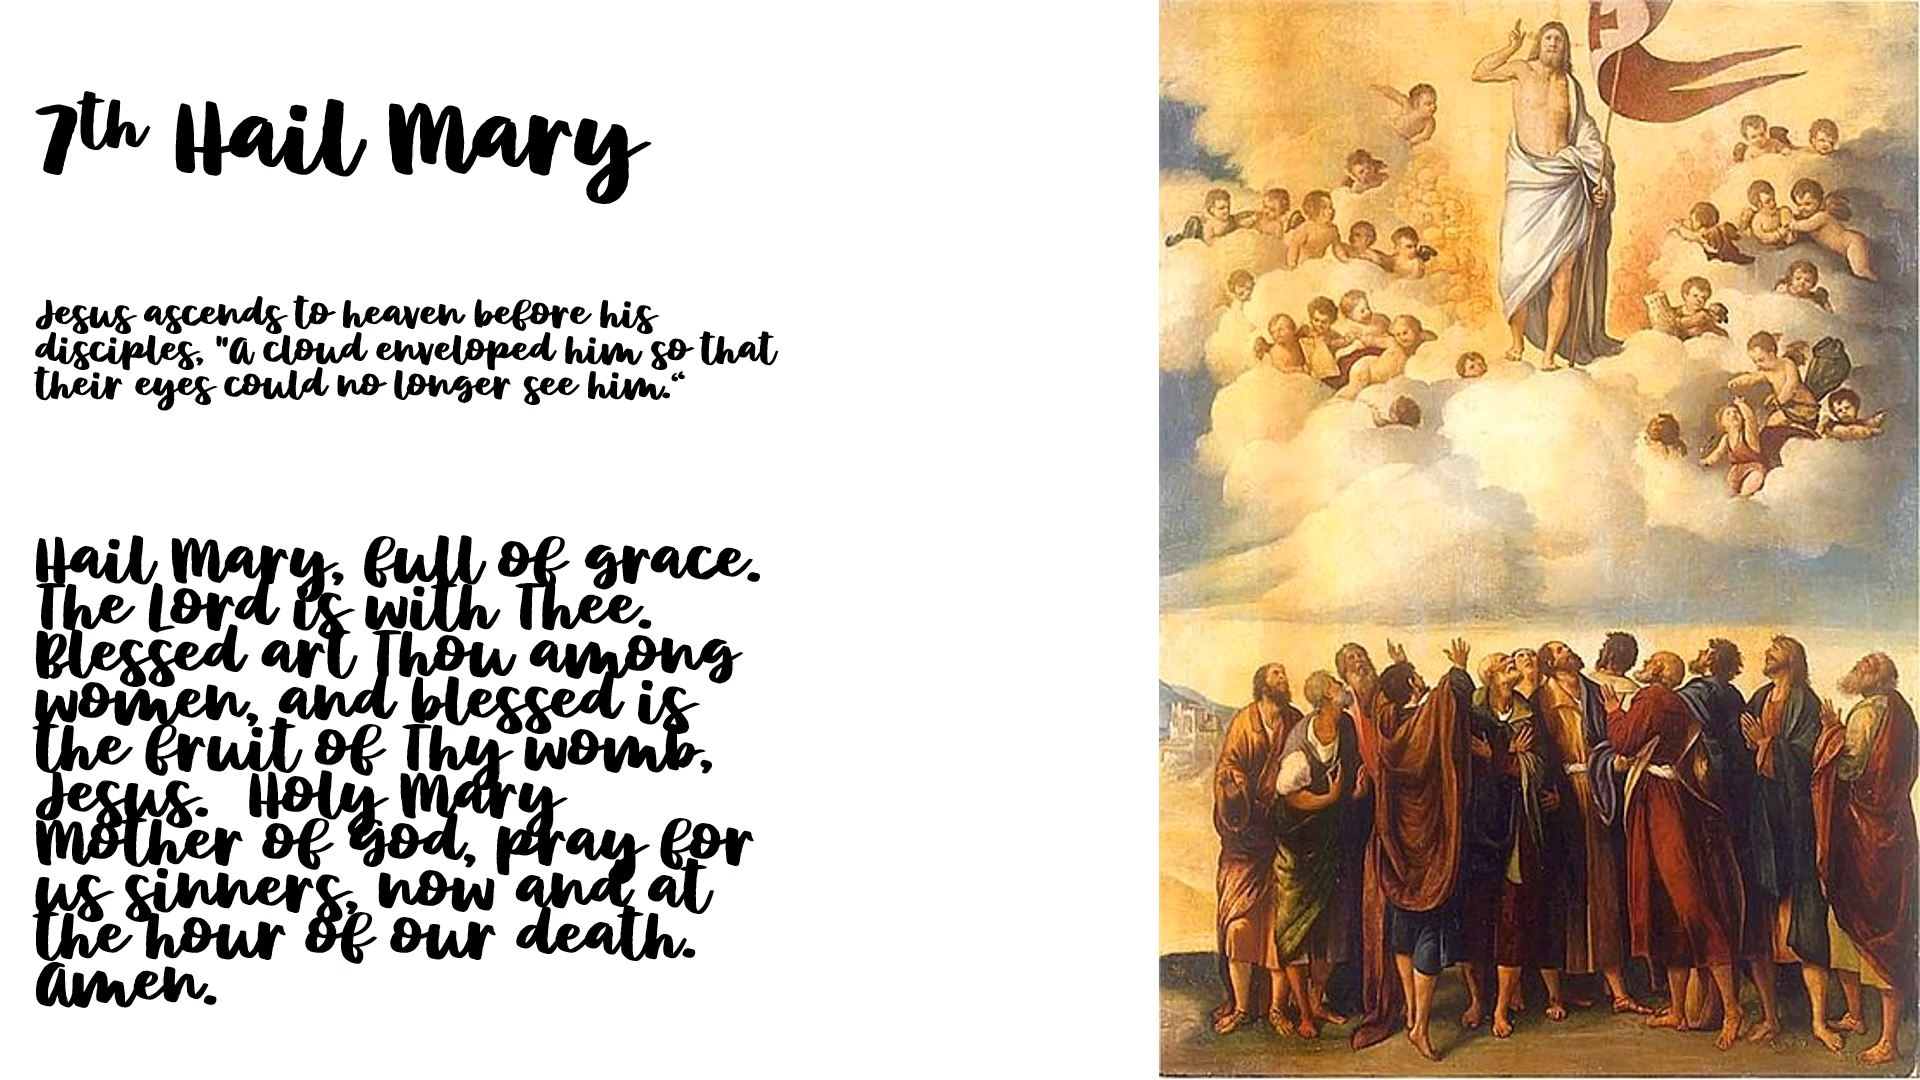 7th Hail Mary
Jesus ascends to heaven before his
disciples, "A cloud enveloped him so that
their eyes could no longer see him.“
Hail Mary, full of grace.
The Lord is with Thee.
Blessed art Thou among
women, and blessed is
the fruit of Thy womb,
Jesus.  Holy Mary
Mother of God, pray for
us sinners, now and at
the hour of our death.
Amen.